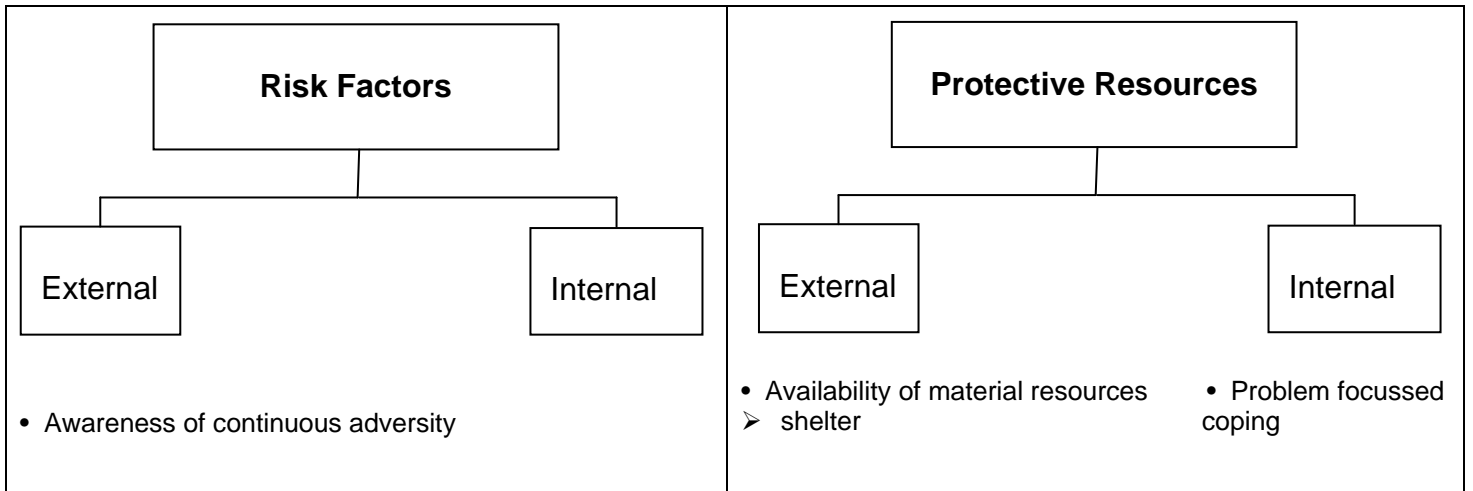 Risk Factors
External
Internal
• Awareness of continuous adversity
Protective Resources
External
Internal
• Availability of material resources
➢ shelter
• Problem focussed
coping